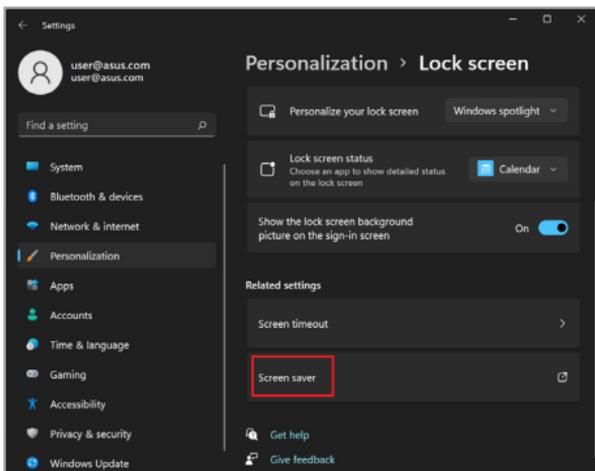 Settings
user@asus.com
user@asus.com
Find a setting
System
Bluetooth & devices
Network & internet
Personalization
Apps
Accounts
Time & language
Gaming
Accessibility
Privacy & security
Windows Update
Personalization > Lock screen
Personalize your lock screen
Windows spotlight
Lock screen status
Choose an app to show detailed status
on the lock screen
Calendar
Show the lock screen background
picture on the sign-in screen
On
Related settings
Screen timeout
Screen saver
Get help
Give feedback